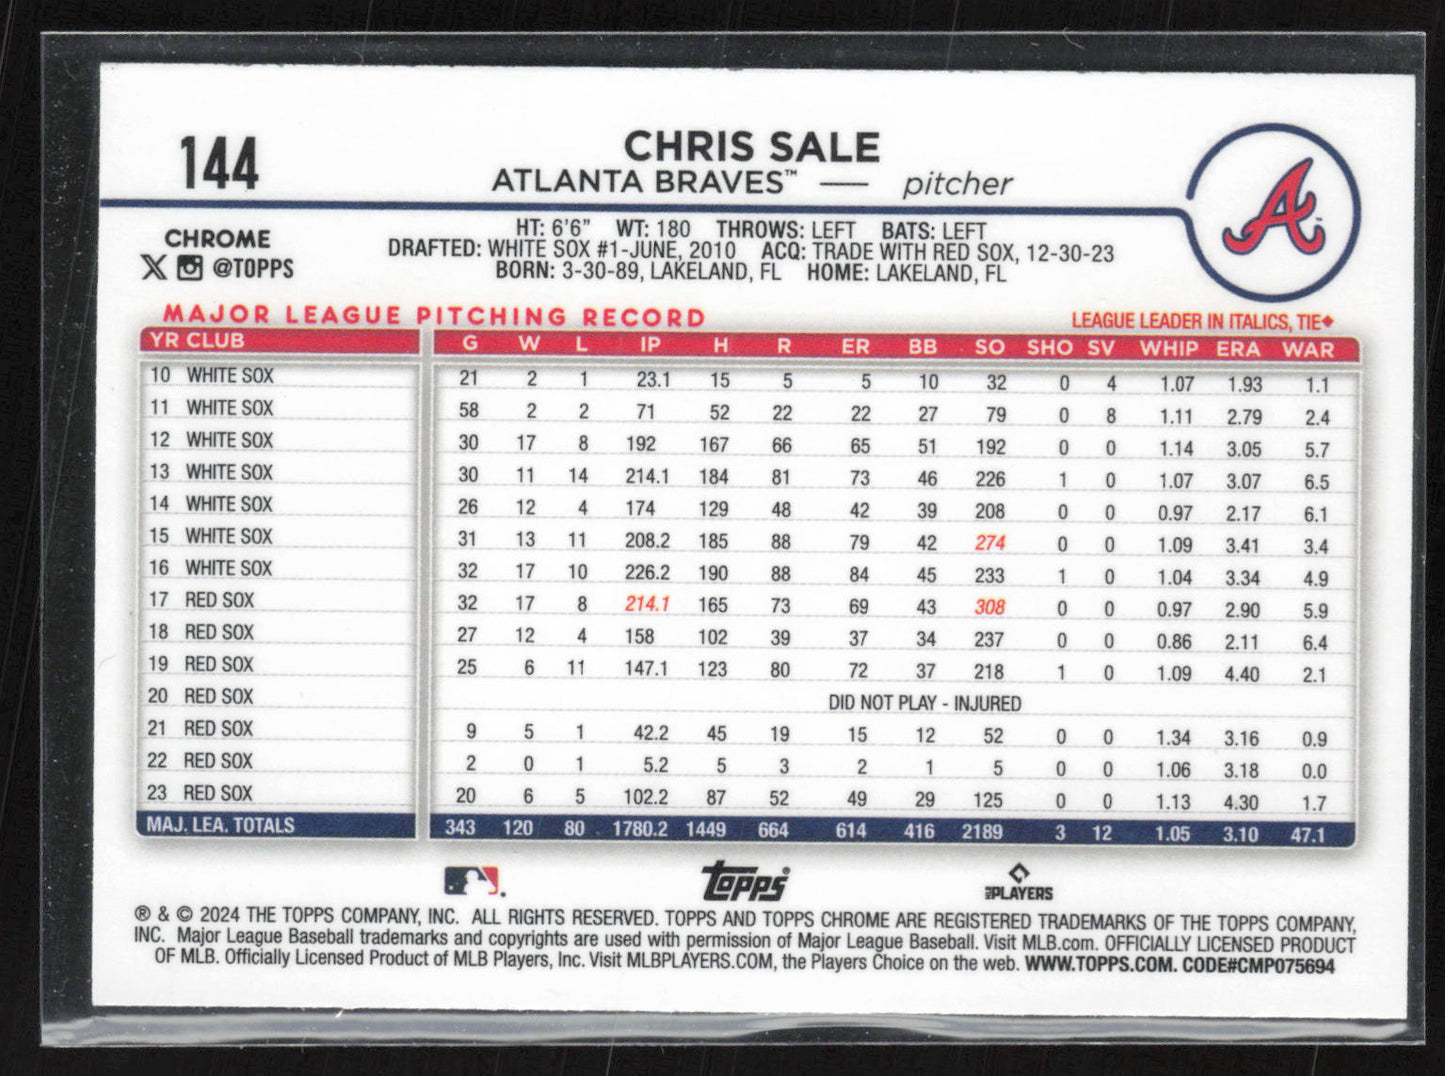 144
CHRIS SALE
ATLANTA BRAVES™ — pitcher
A
CHROME
X @TOPPS
HT: 6'6" WT: 180 THROWS: LEFT BATS: LEFT
DRAFTED: WHITE SOX #1-JUNE, 2010 ACQ: TRADE WITH RED SOX, 12-30-23
BORN: 3-30-89, LAKELAND, FL HOME: LAKELAND, FL
MAJOR LEAGUE PITCHING RECORD
LEAGUE LEADER IN ITALICS, TIE♦
YR CLUB G W L IP H R ER BB SO SHO SV WHIP ERA WAR
10 WHITE SOX 21 2 1 23.1 15 5 5 10 32 0 4 1.07 1.93 1.1
11 WHITE SOX 58 2 2 71 52 22 22 27 79 0 8 1.11 2.79 2.4
12 WHITE SOX 30 17 8 192 167 66 65 51 192 0 0 1.14 3.05 5.7
13 WHITE SOX 30 11 14 214.1 184 81 73 46 226 1 0 1.07 3.07 6.5
14 WHITE SOX 26 12 4 174 129 48 42 39 208 0 0 0.97 2.17 6.1
15 WHITE SOX 31 13 11 208.2 185 88 79 42 274 0 0 1.09 3.41 3.4
16 WHITE SOX 32 17 10 226.2 190 88 84 45 233 1 0 1.04 3.34 4.9
17 RED SOX 32 17 8 214.1 165 73 69 43 308 0 0 0.97 2.90 5.9
18 RED SOX 27 12 4 158 102 39 37 34 237 0 0 0.86 2.11 6.4
19 RED SOX 25 6 11 147.1 123 80 72 37 218 1 0 1.09 4.40 2.1
20 RED SOX DID NOT PLAY - INJURED
21 RED SOX 9 5 1 42.2 45 19 15 12 52 0 0 1.34 3.16 0.9
22 RED SOX 2 0 1 5.2 5 3 2 1 5 0 0 1.06 3.18 0.0
23 RED SOX 20 6 5 102.2 87 52 49 29 125 0 0 1.13 4.30 1.7
MAJ. LEA. TOTALS 343 120 80 1780.2 1449 664 614 416 2189 3 12 1.05 3.10 47.1
Topps®
MLB PLAYERS
® & © 2024 THE TOPPS COMPANY, INC. ALL RIGHTS RESERVED. TOPPS AND TOPPS CHROME ARE REGISTERED TRADEMARKS OF THE TOPPS COMPANY,
INC. Major League Baseball trademarks and copyrights are used with permission of Major League Baseball. Visit MLB.com. OFFICIALLY LICENSED PRODUCT
OF MLB. Officially Licensed Product of MLB Players, Inc. Visit MLBPLAYERS.COM, the Players Choice on the web. WWW.TOPPS.COM. CODE#CMP075694